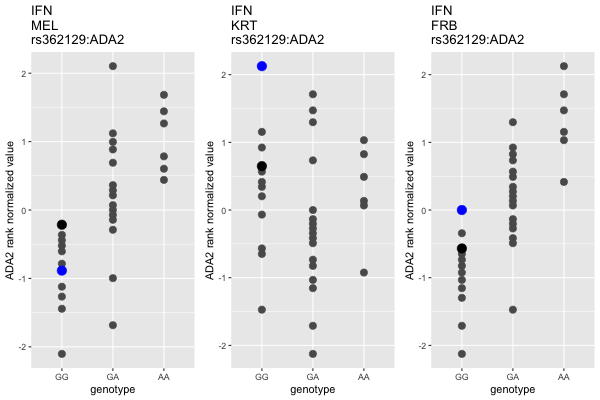 IFN
MEL
rs362129:ADA2
IFN
KRT
rs362129:ADA2
IFN
FRB
rs362129:ADA2
ADA2 rank normalized value
2
1
0
-1
-2
GG
GA
AA
genotype
ADA2 rank normalized value
2
1
0
-1
-2
GG
GA
AA
genotype
ADA2 rank normalized value
2
1
0
-1
-2
GG
GA
AA
genotype